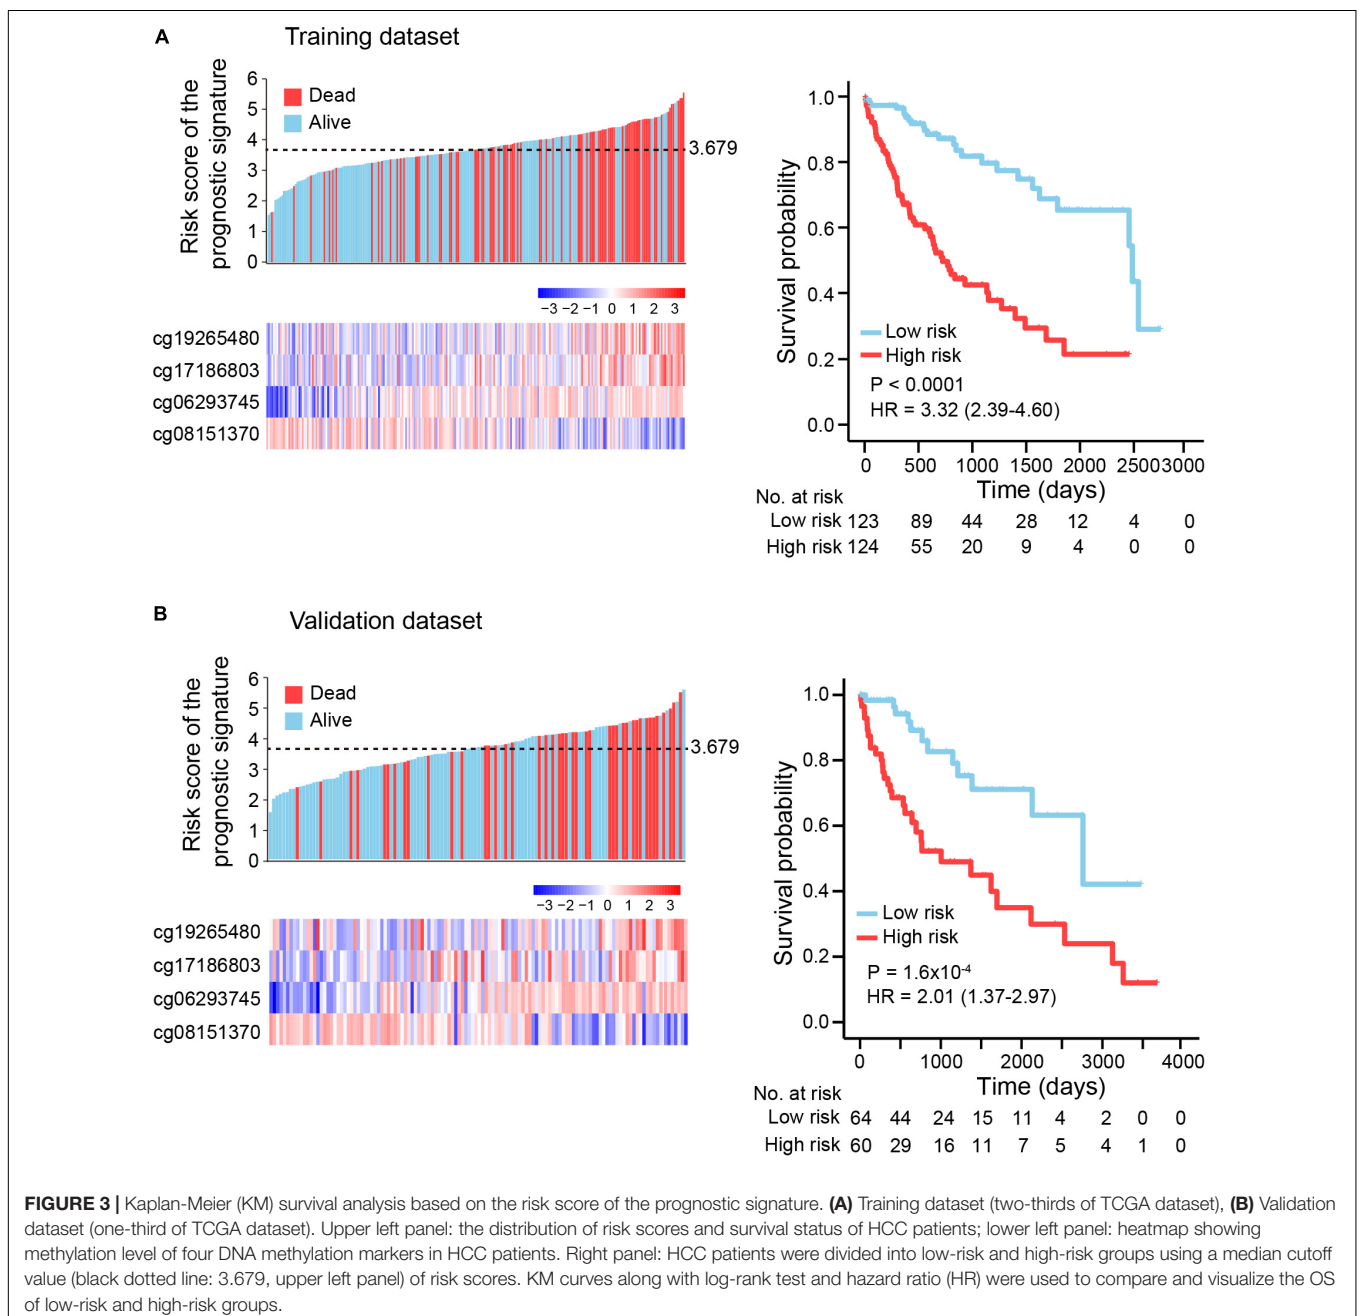 A
Training dataset
Risk score of the
prognostic signature
6
5
4
3
2
1
0
Dead
Alive
3.679
−3 −2 −1 0 1 2 3
cg19265480
cg17186803
cg06293745
cg08151370
Survival probability
1.0
0.8
0.6
0.4
0.2
0.0
Low risk
High risk
P < 0.0001
HR = 3.32 (2.39-4.60)
0 500 1000 1500 2000 2500 3000
Time (days)
No. at risk
Low risk 123 89 44 28 12 4 0
High risk 124 55 20 9 4 0 0
B
Validation dataset
Risk score of the
prognostic signature
6
5
4
3
2
1
0
Dead
Alive
3.679
−3 −2 −1 0 1 2 3
cg19265480
cg17186803
cg06293745
cg08151370
Survival probability
1.0
0.8
0.6
0.4
0.2
0.0
Low risk
High risk
P = 1.6x10⁻⁴
HR = 2.01 (1.37-2.97)
0 1000 2000 3000 4000
Time (days)
No. at risk
Low risk 64 44 24 15 11 4 2 0 0
High risk 60 29 16 11 7 5 4 1 0
FIGURE 3 | Kaplan-Meier (KM) survival analysis based on the risk score of the prognostic signature. (A) Training dataset (two-thirds of TCGA dataset), (B) Validation
dataset (one-third of TCGA dataset). Upper left panel: the distribution of risk scores and survival status of HCC patients; lower left panel: heatmap showing
methylation level of four DNA methylation markers in HCC patients. Right panel: HCC patients were divided into low-risk and high-risk groups using a median cutoff
value (black dotted line: 3.679, upper left panel) of risk scores. KM curves along with log-rank test and hazard ratio (HR) were used to compare and visualize the OS
of low-risk and high-risk groups.